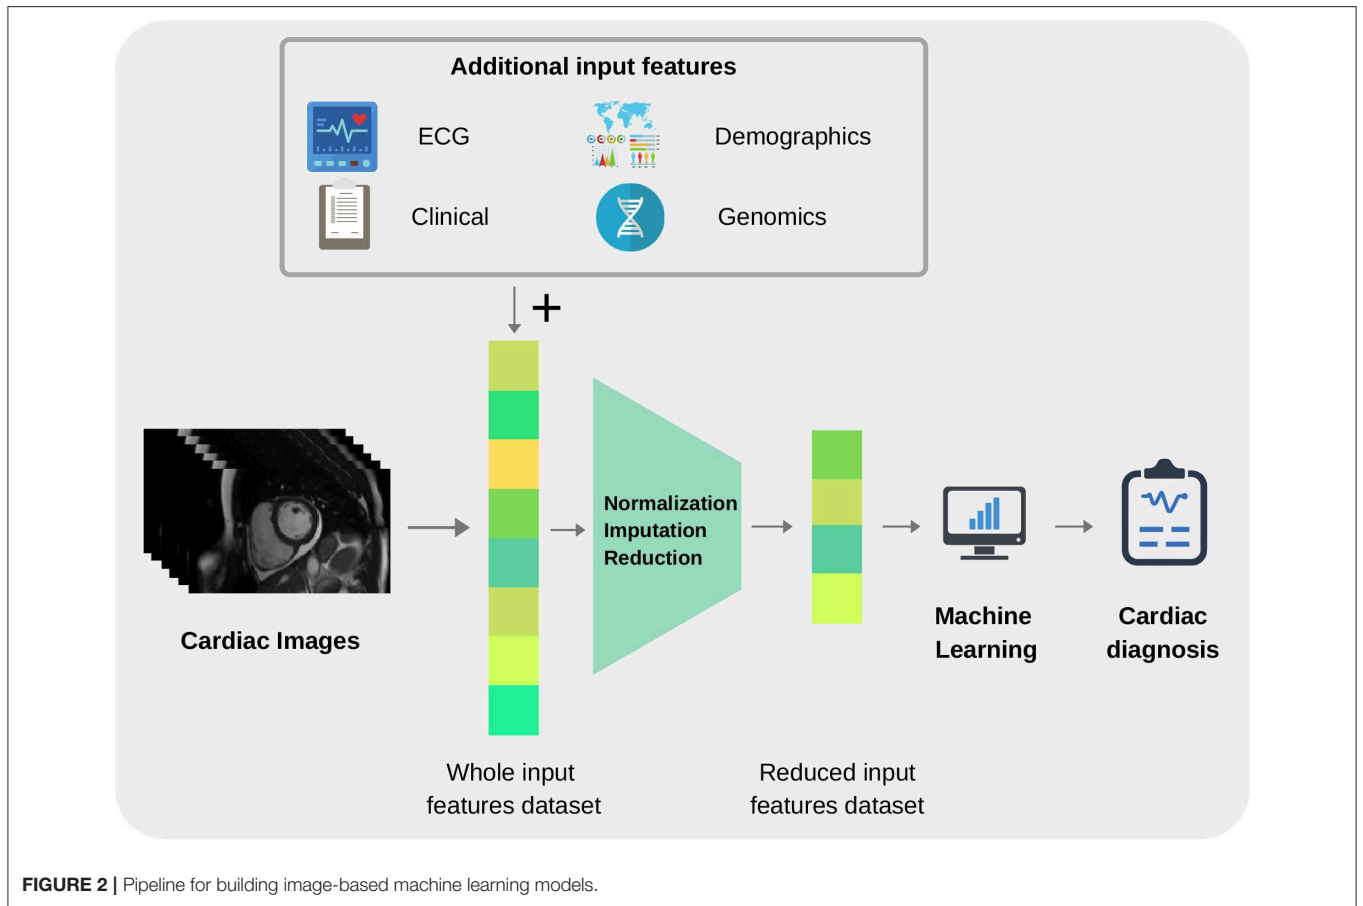 Additional input features
ECG
Demographics
Clinical
Genomics
+
Normalization
Imputation
Reduction
Cardiac Images
Machine
Learning
Cardiac
diagnosis
Whole input
features dataset
Reduced input
features dataset
FIGURE 2 | Pipeline for building image-based machine learning models.